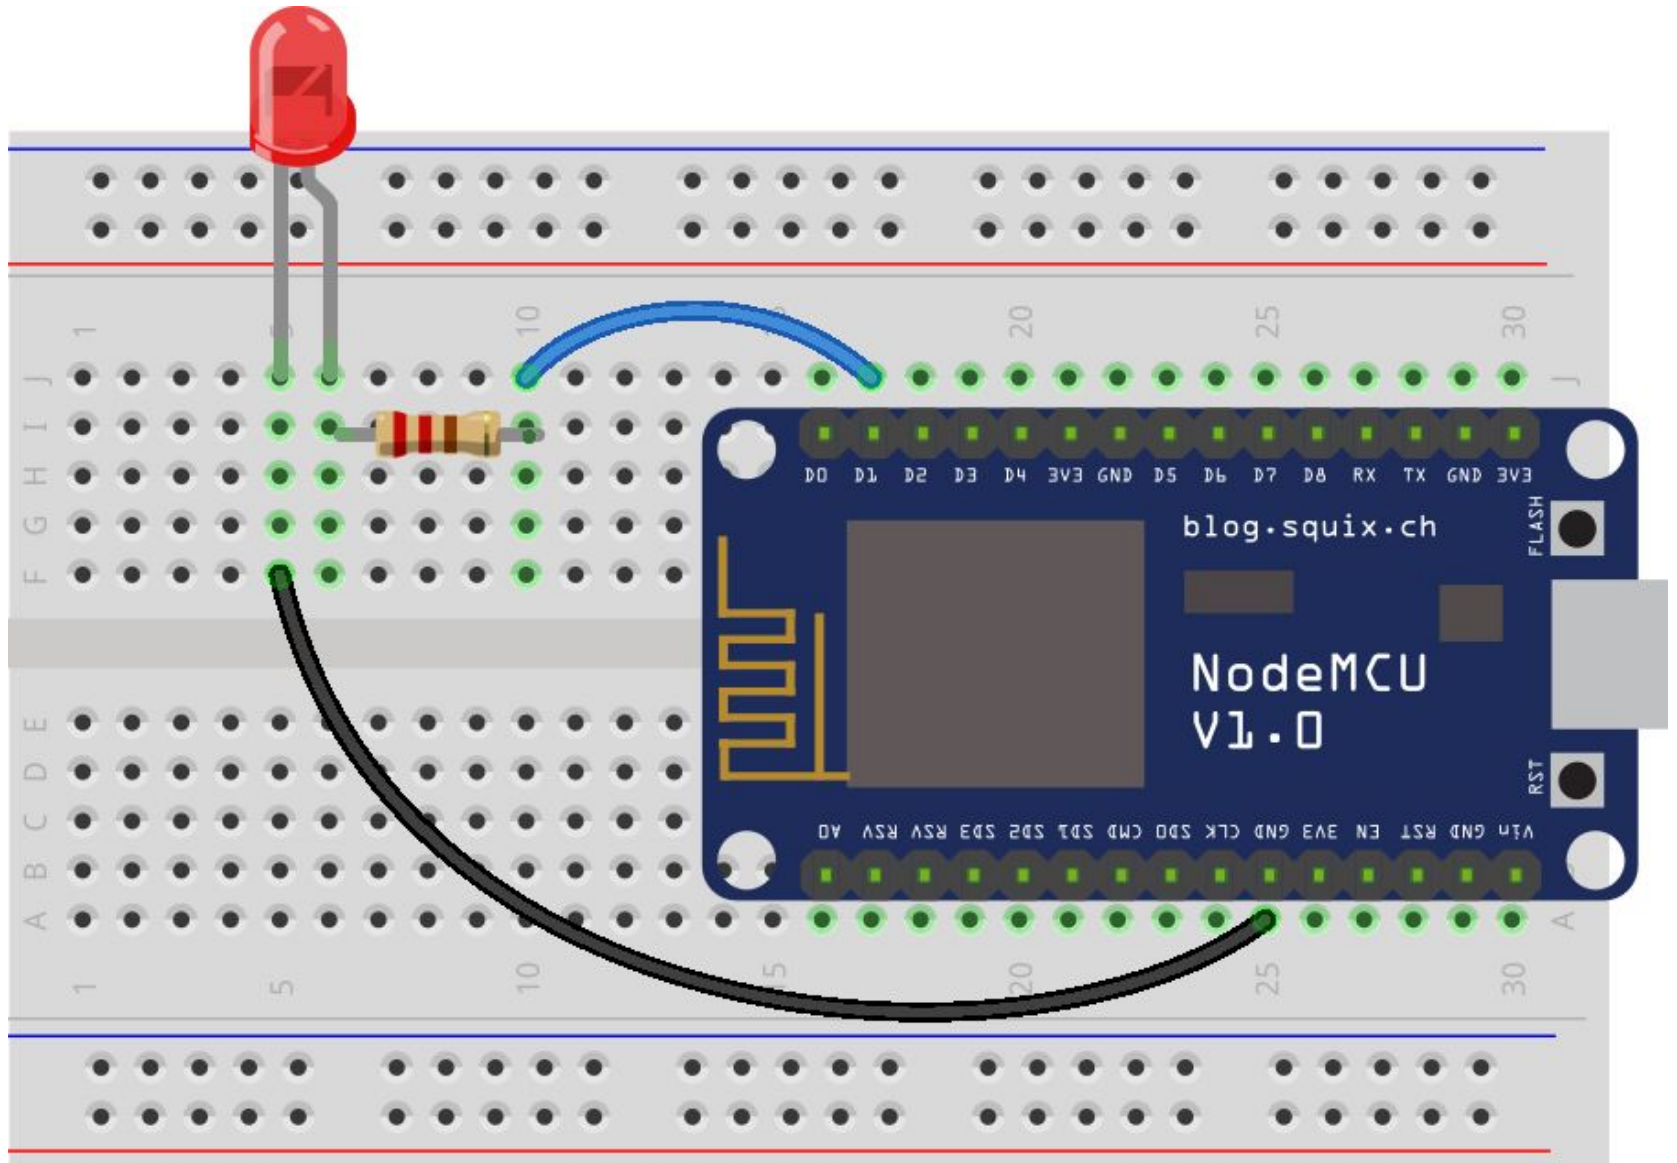 1 5 10 15 20 25 30
J J
I
H
G
F
D0 D1 D2 D3 D4 3V3 GND D5 D6 D7 D8 RX TX GND 3V3
blog.squix.ch
FLASH
NodeMCU
V1.0
RST
E
D
C
B
A A
A0 RSV RSV SD3 SD2 SD1 CMD SD0 CLK GND 3V3 EN RST GND Vin
1 5 10 15 20 25 30